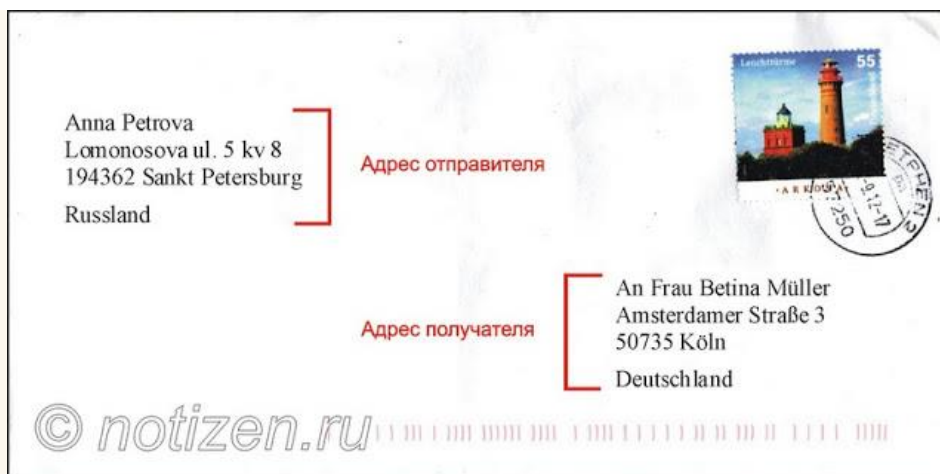 Leuchttürme 55
Anna Petrova
Lomonosova ul. 5 kv 8
194362 Sankt Petersburg
Russland
Адрес отправителя
ARKONA
An Frau Betina Müller
Amsterdamer Straße 3
50735 Köln
Deutschland
Адрес получателя
© notizen.ru